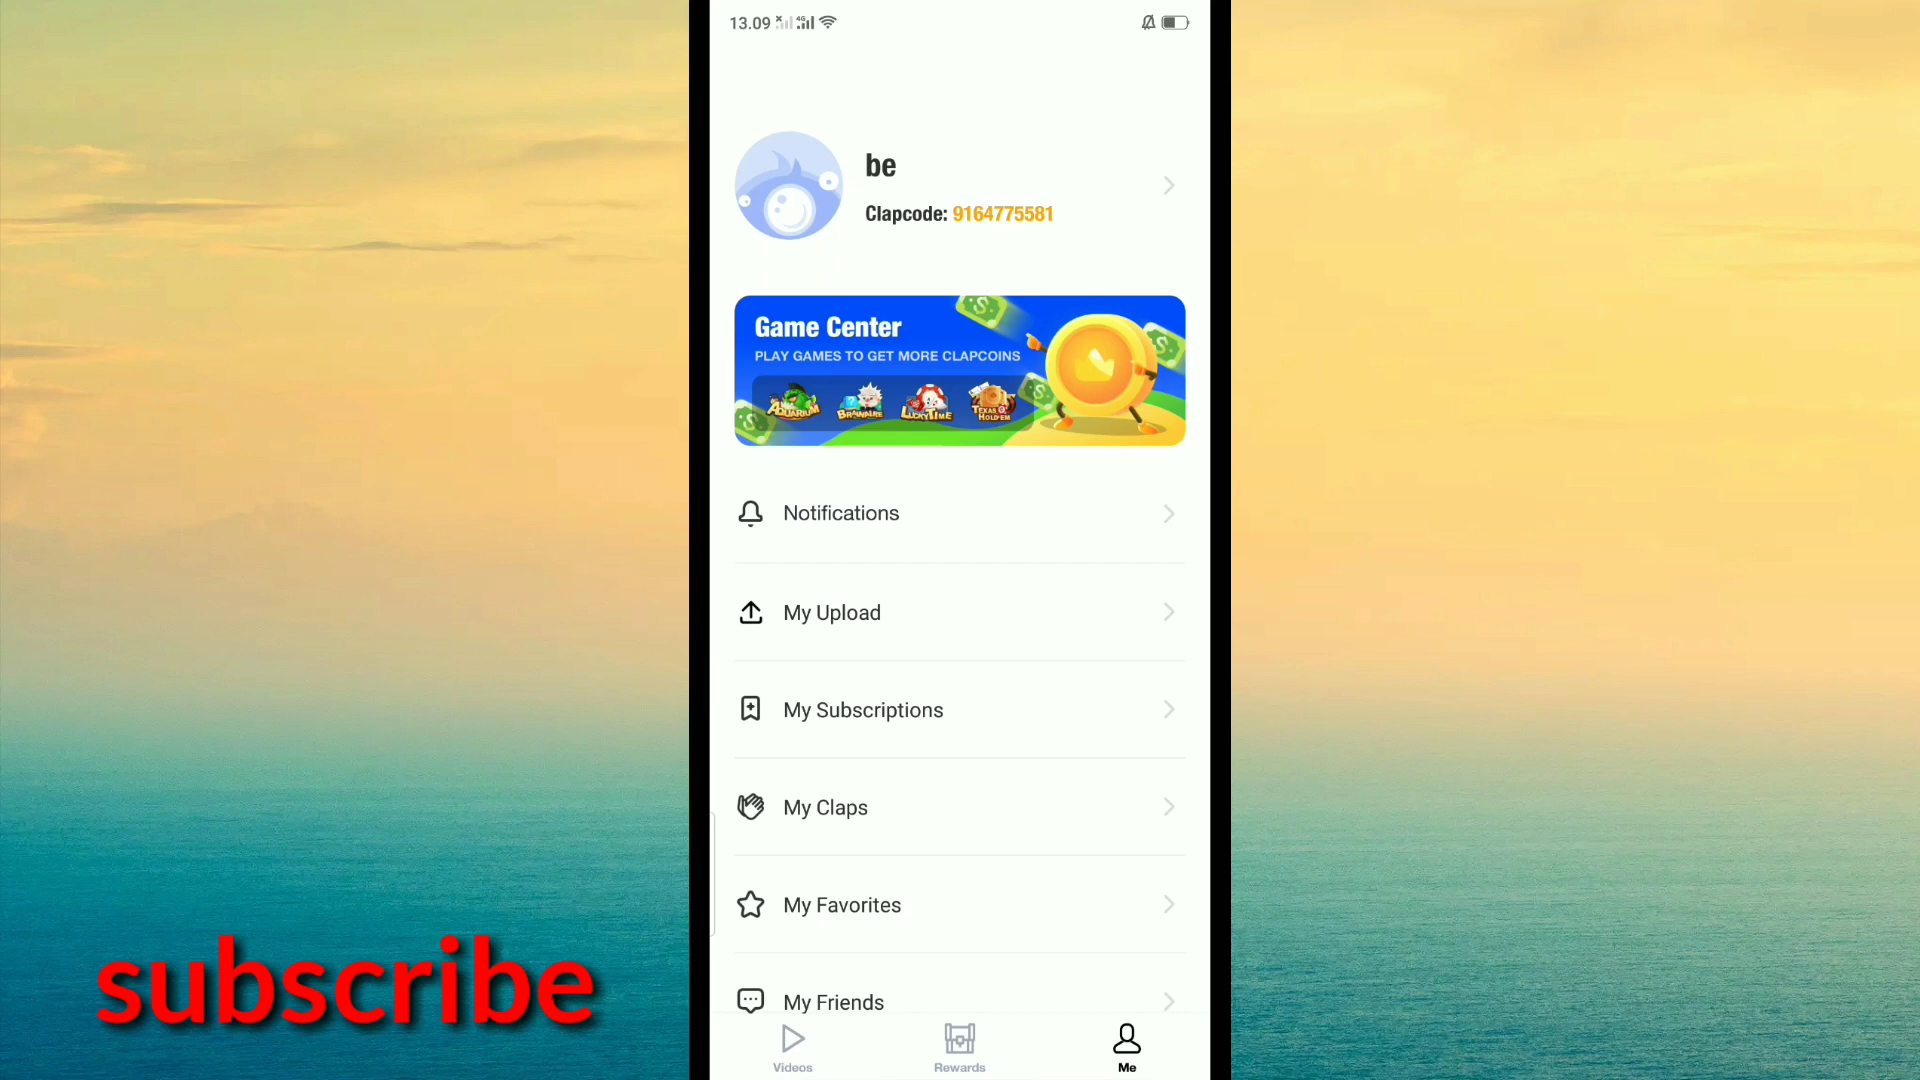 13.09
be
Clapcode: 9164775581
Game Center
PLAY GAMES TO GET MORE CLAPCOINS
AQUARIUM
BRAINAIRE
LUCKYTIME
TEXAS HOLD'EM
Notifications
My Upload
My Subscriptions
My Claps
My Favorites
My Friends
subscribe
Videos
Rewards
Me